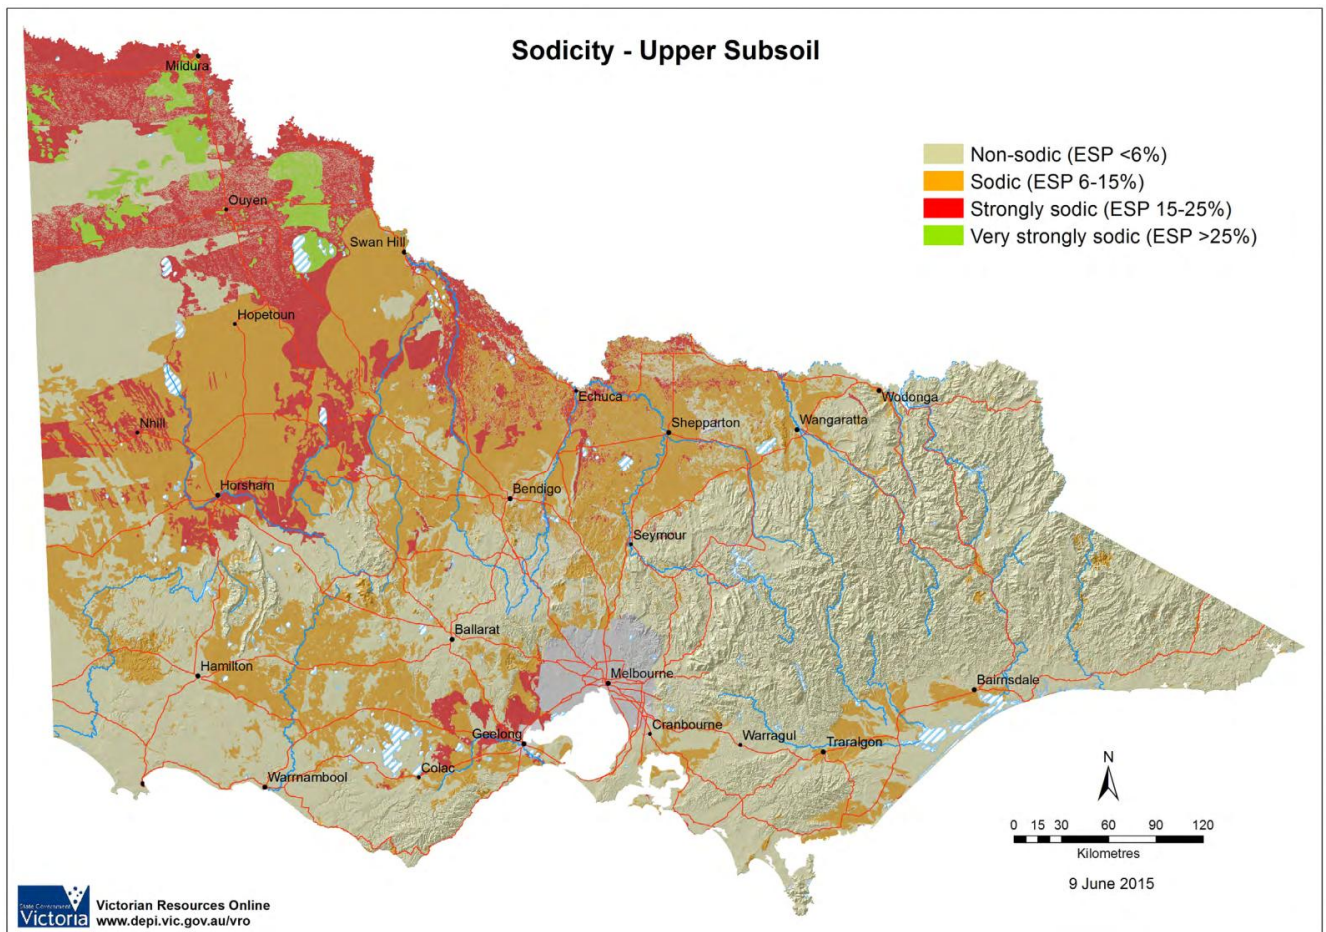 Sodicity - Upper Subsoil
Non-sodic (ESP <6%)
Sodic (ESP 6-15%)
Strongly sodic (ESP 15-25%)
Very strongly sodic (ESP >25%)
Mildura
Ouyen
Swan Hill
Hopetoun
Echuca
Wodonga
Nhill
Shepparton
Wangaratta
Horsham
Bendigo
Seymour
Ballarat
Hamilton
Melbourne
Bairnsdale
Geelong
Cranbourne
Warragul
Traralgon
Colac
Warrnambool
N
0 15 30 60 90 120
Kilometres
9 June 2015
State Government
Victoria
Victorian Resources Online
www.depi.vic.gov.au/vro